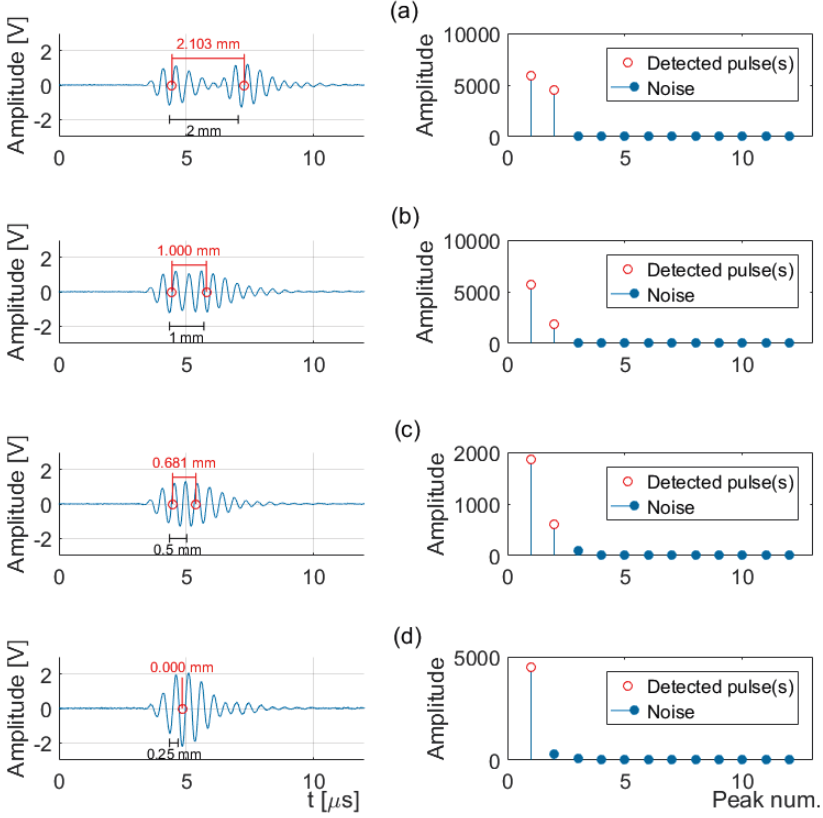 (a)
Amplitude [V]
2
0
-2
2.103 mm
2 mm
0
5
10
Amplitude
10000
5000
0
Detected pulse(s)
Noise
0
5
10
(b)
Amplitude [V]
2
0
-2
1.000 mm
1 mm
0
5
10
Amplitude
10000
5000
0
Detected pulse(s)
Noise
0
5
10
(c)
Amplitude [V]
2
0
-2
0.681 mm
0.5 mm
0
5
10
Amplitude
2000
1000
0
Detected pulse(s)
Noise
0
5
10
(d)
Amplitude [V]
2
0
-2
0.000 mm
0.25 mm
0
5
10
t [μs]
Amplitude
5000
0
Detected pulse(s)
Noise
0
5
10
Peak num.